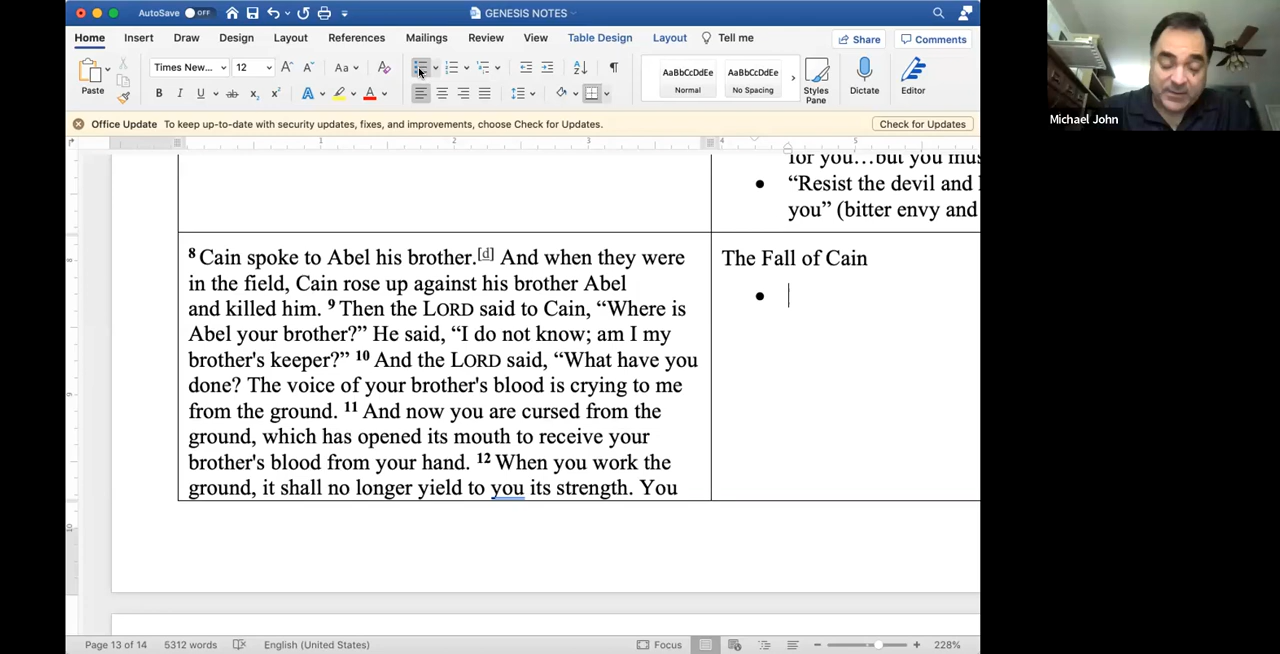 AutoSave OFF GENESIS NOTES
Home Insert Draw Design Layout References Mailings Review View Table Design Layout Tell me Share Comments
Paste Times New... 12 Aa AaBbCcDdEe Normal AaBbCcDdEe No Spacing Styles Pane Dictate Editor
Office Update To keep up-to-date with security updates, fixes, and improvements, choose Check for Updates. Check for Updates
Michael John
for you…but you mus
• “Resist the devil and
you” (bitter envy and
8 Cain spoke to Abel his brother.[d] And when they were
in the field, Cain rose up against his brother Abel
and killed him. 9 Then the LORD said to Cain, “Where is
Abel your brother?” He said, “I do not know; am I my
brother's keeper?” 10 And the LORD said, “What have you
done? The voice of your brother's blood is crying to me
from the ground. 11 And now you are cursed from the
ground, which has opened its mouth to receive your
brother's blood from your hand. 12 When you work the
ground, it shall no longer yield to you its strength. You
The Fall of Cain
•
Page 13 of 14 5312 words English (United States) Focus 228%